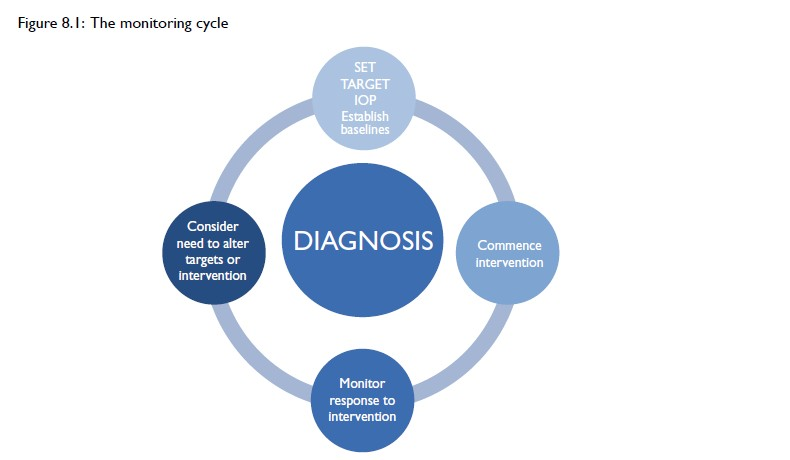 Figure 8.1: The monitoring cycle
SET
TARGET
IOP
Establish
baselines
Commence
intervention
Monitor
response to
intervention
Consider
need to alter
targets or
intervention
DIAGNOSIS